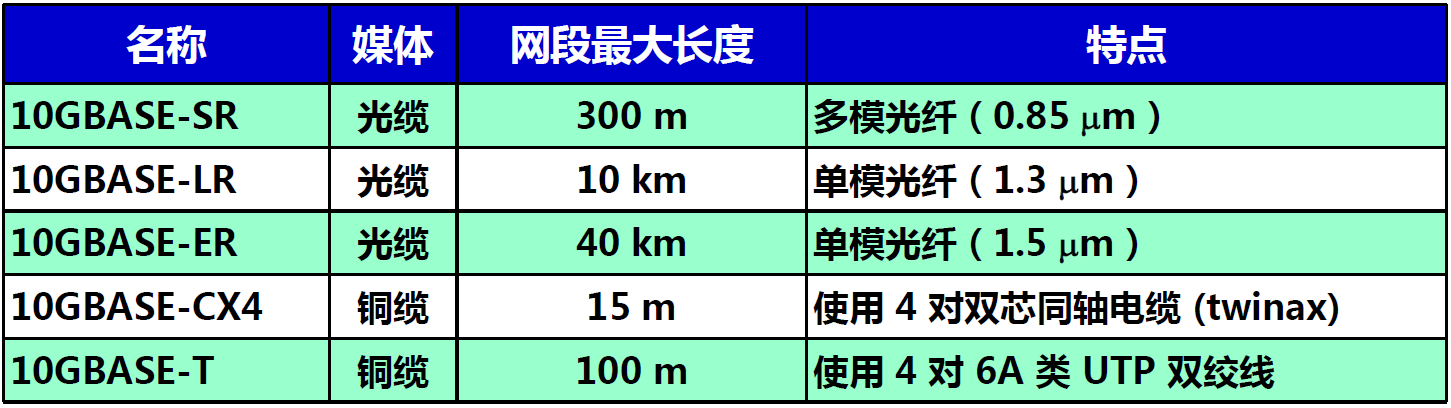 名称 媒体 网段最大长度 特点
10GBASE-SR 光缆 300 m 多模光纤（0.85 μm）
10GBASE-LR 光缆 10 km 单模光纤（1.3 μm）
10GBASE-ER 光缆 40 km 单模光纤（1.5 μm）
10GBASE-CX4 铜缆 15 m 使用 4 对双芯同轴电缆 (twinax)
10GBASE-T 铜缆 100 m 使用 4 对 6A 类 UTP 双绞线